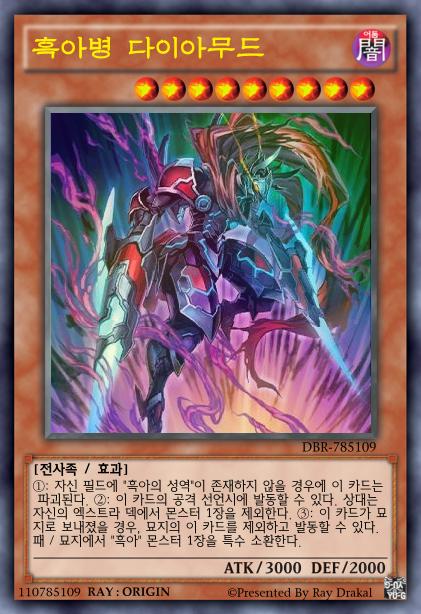 흑아병 다이아무드
어둠
闇
DBR-785109
[전사족 / 효과]
①: 자신 필드에 "흑아의 성역"이 존재하지 않을 경우에 이 카드는
파괴된다. ②: 이 카드의 공격 선언시에 발동할 수 있다. 상대는
자신의 엑스트라 덱에서 몬스터 1장을 제외한다. ③: 이 카드가 묘
지로 보내졌을 경우, 묘지의 이 카드를 제외하고 발동할 수 있다.
패 / 묘지에서 "흑아" 몬스터 1장을 특수 소환한다.
ATK/3000 DEF/2000
110785109 RAY : ORIGIN ©Presented By Ray Drakal